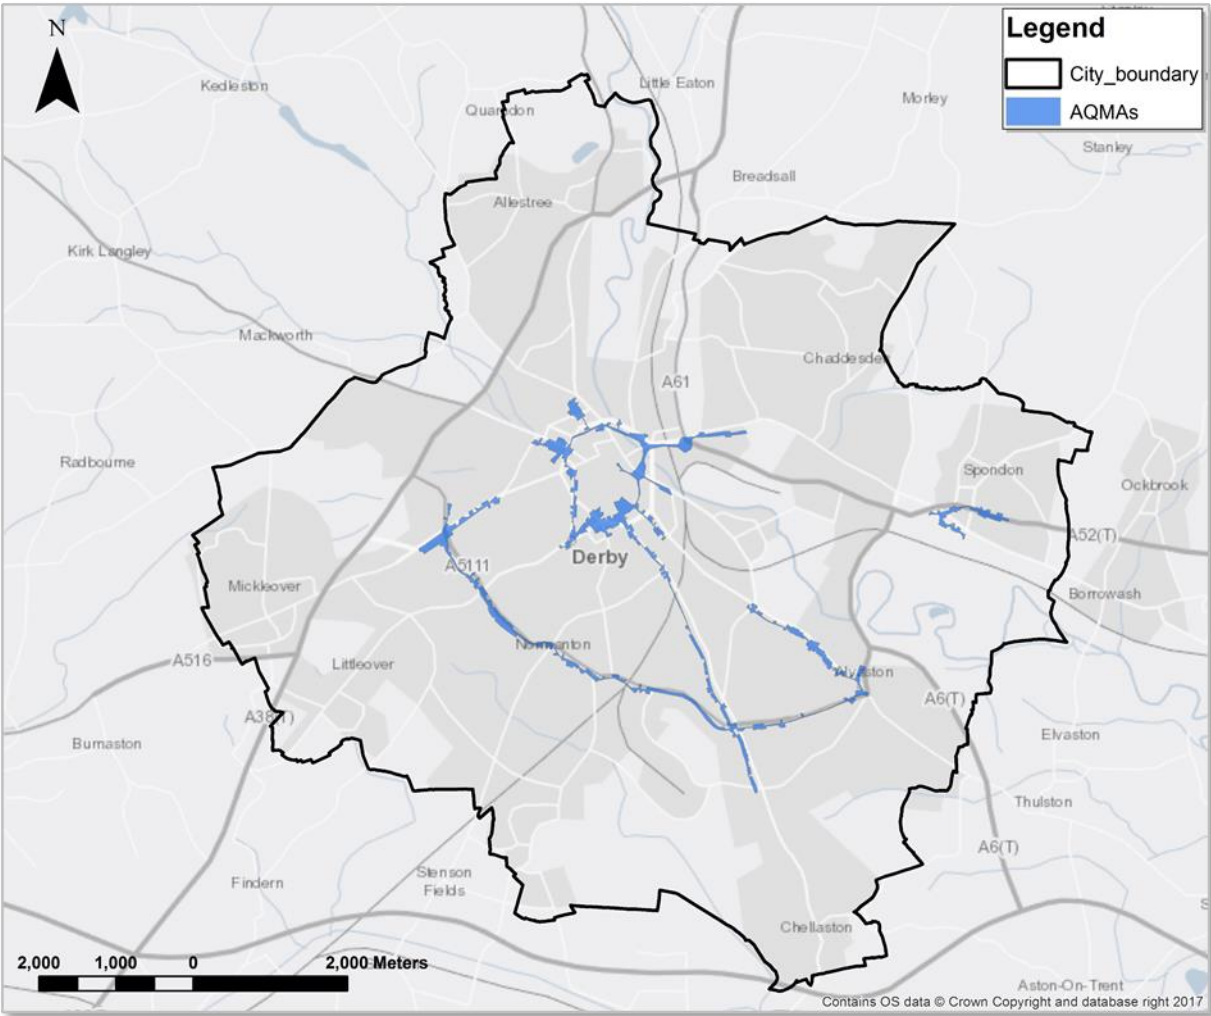 N
Legend
City_boundary
AQMAs
Little Eaton
Kedleston
Quarndon
Morley
Stanley
Breadsall
Allestree
Kirk Langley
Mackworth
Chaddesden
A61
Radbourne
Spondon
Ockbrook
A52(T)
Derby
A5111
Mickleover
Borrowash
Normanton
A516
Littleover
Alvaston
A6(T)
A38(T)
Burnaston
Elvaston
Thulston
A6(T)
Findern
Stenson
Fields
Chellaston
2,000 1,000 0 2,000 Meters
Aston-On-Trent
Contains OS data © Crown Copyright and database right 2017